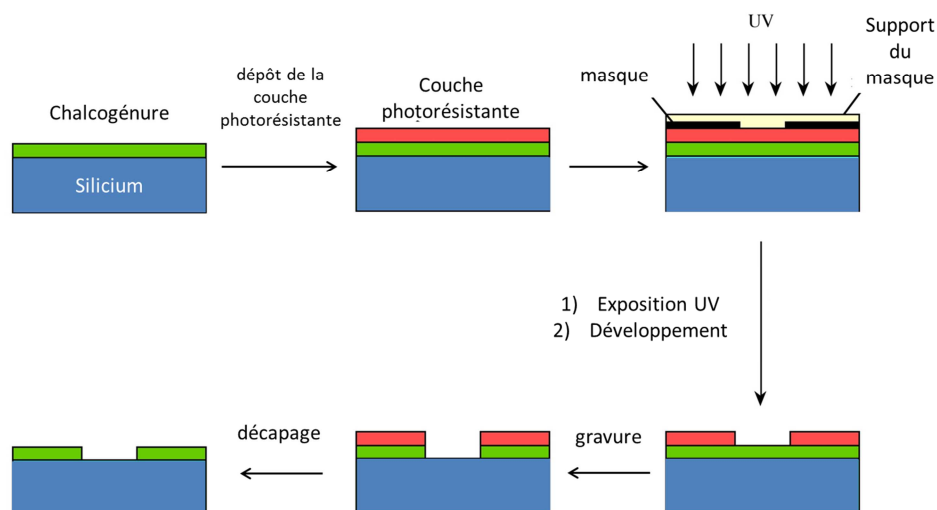 Chalcogénure
Silicium
dépôt de la
couche
photorésistante
Couche
photorésistante
UV
masque
Support
du
masque
1) Exposition UV
2) Développement
gravure
décapage